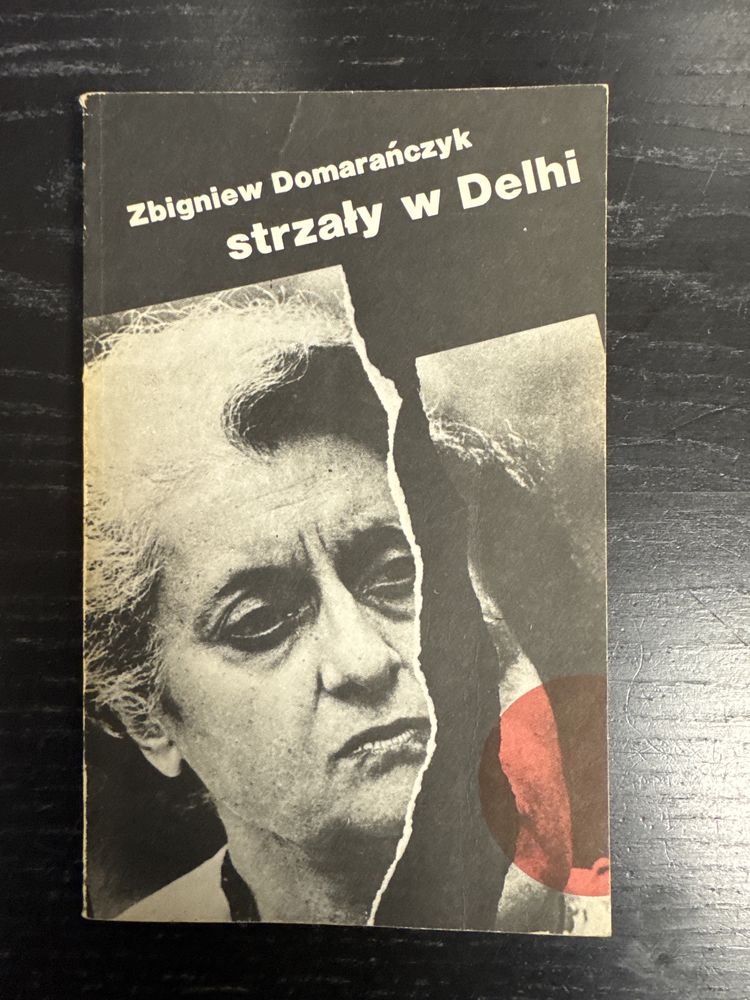 Zbigniew Domarańczyk
strzały w Delhi